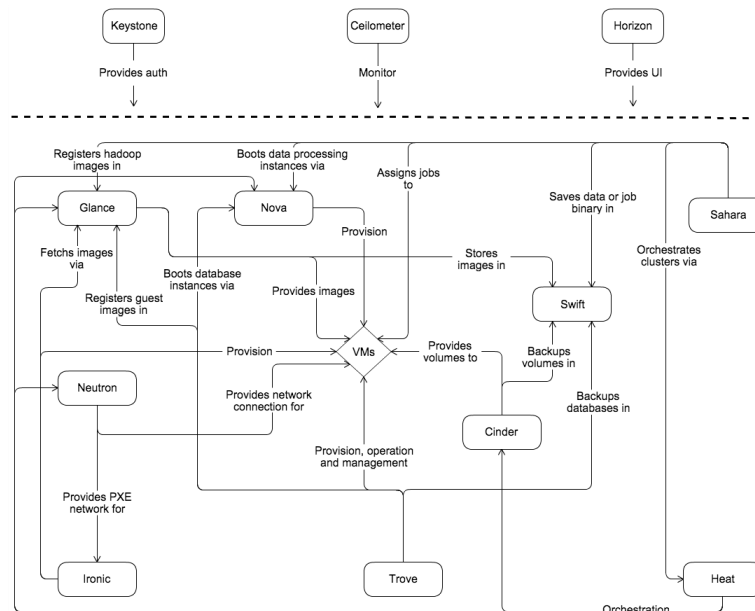 Keystone
Ceilometer
Horizon
Provides auth
Monitor
Provides UI
Registers hadoop
images in
Boots data processing
instances via
Assigns jobs
to
Saves data or job
binary in
Glance
Nova
Sahara
Provision
Fetchs images
via
Stores
images in
Orchestrates
clusters via
Boots database
instances via
Registers guest
images in
Provides images
Swift
Provision
VMs
Provides
volumes to
Backups
volumes in
Neutron
Provides network
connection for
Backups
databases in
Cinder
Provision, operation
and management
Provides PXE
network for
Ironic
Trove
Heat
Orchestration